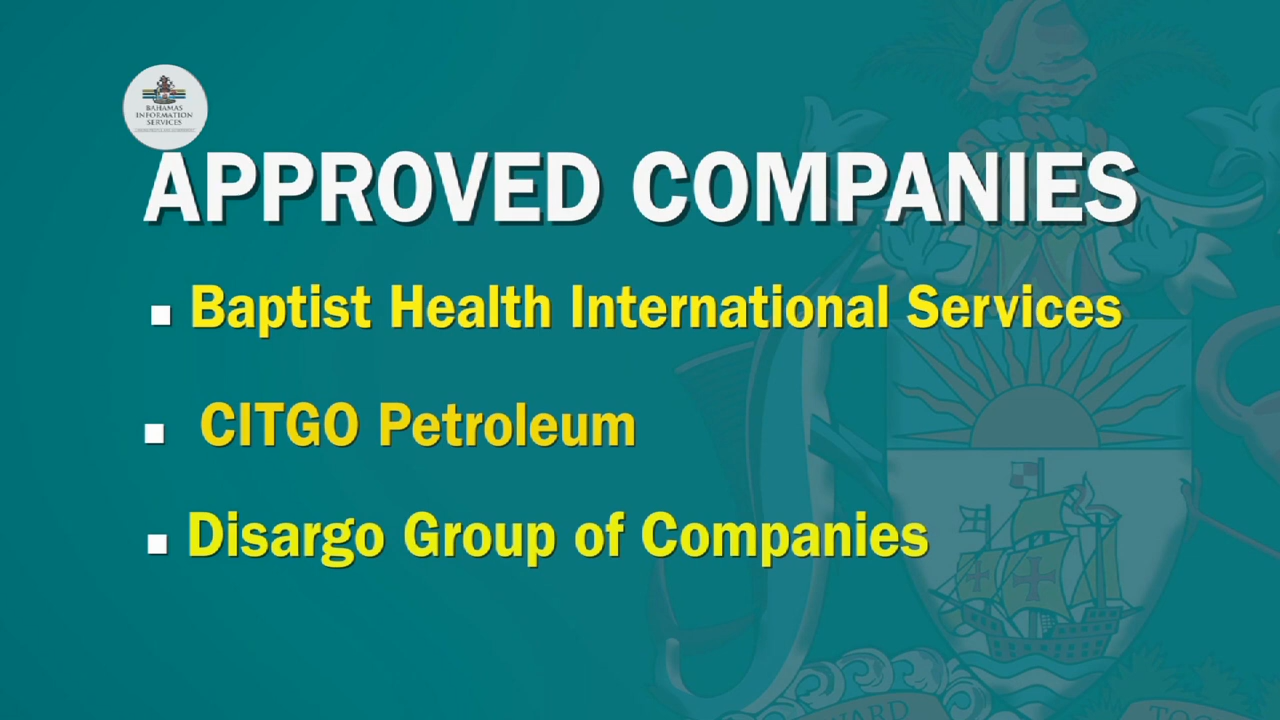 BAHAMAS
INFORMATION
SERVICES
APPROVED COMPANIES
Baptist Health International Services
CITGO Petroleum
Disargo Group of Companies